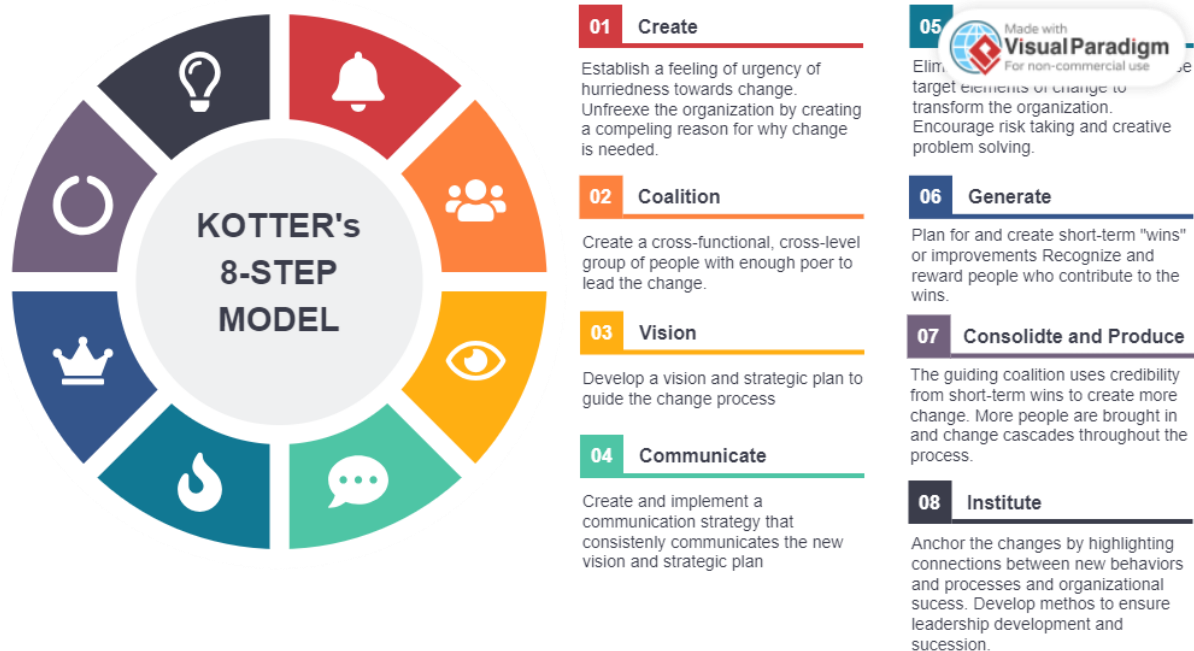 KOTTER's
8-STEP
MODEL
01 Create
Establish a feeling of urgency of
hurriedness towards change.
Unfreexe the organization by creating
a compeling reason for why change
is needed.
02 Coalition
Create a cross-functional, cross-level
group of people with enough poer to
lead the change.
03 Vision
Develop a vision and strategic plan to
guide the change process
04 Communicate
Create and implement a
communication strategy that
consistenly communicates the new
vision and strategic plan
05
Made with
Visual Paradigm
For non-commercial use
target elements of change to
transform the organization.
Encourage risk taking and creative
problem solving.
06 Generate
Plan for and create short-term "wins"
or improvements Recognize and
reward people who contribute to the
wins.
07 Consolidte and Produce
The guiding coalition uses credibility
from short-term wins to create more
change. More people are brought in
and change cascades throughout the
process.
08 Institute
Anchor the changes by highlighting
connections between new behaviors
and processes and organizational
sucess. Develop methos to ensure
leadership development and
sucession.